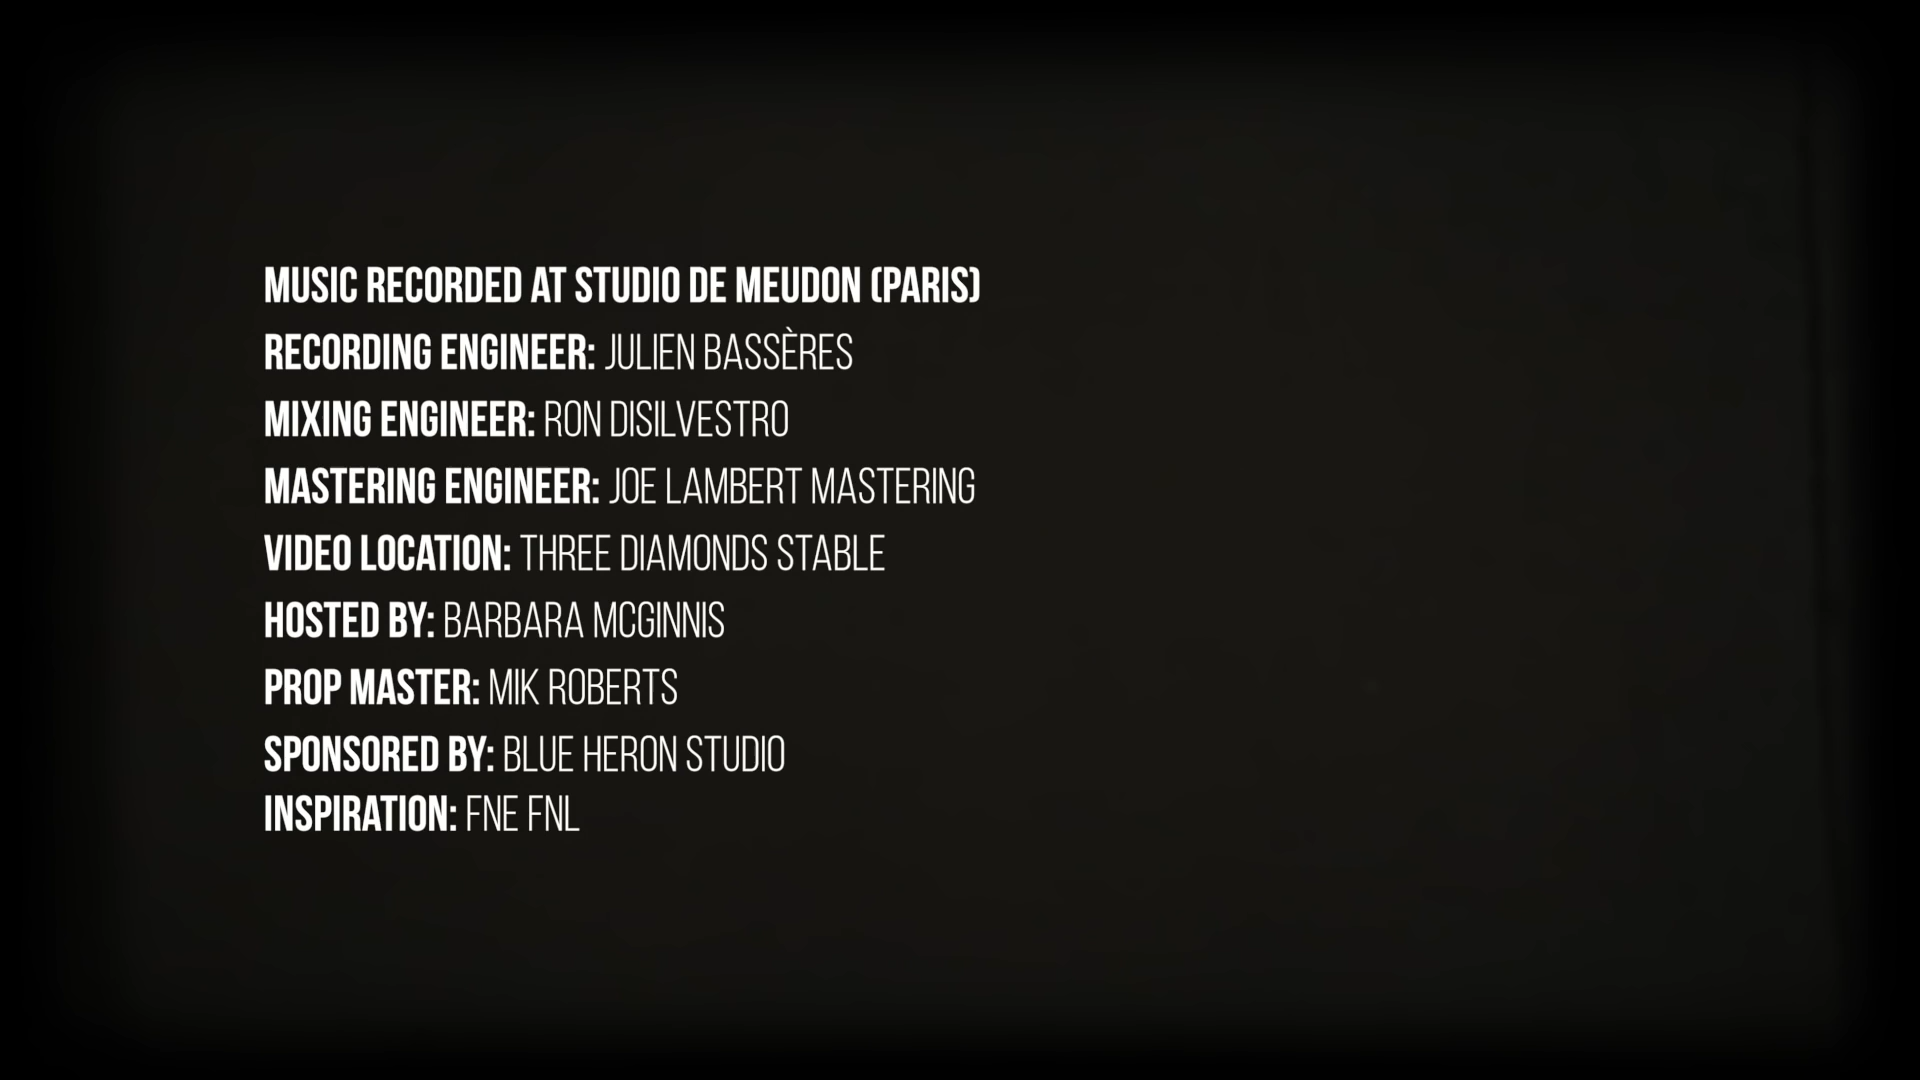 MUSIC RECORDED AT STUDIO DE MEUDON (PARIS)
RECORDING ENGINEER: JULIEN BASSÈRES
MIXING ENGINEER: RON DISILVESTRO
MASTERING ENGINEER: JOE LAMBERT MASTERING
VIDEO LOCATION: THREE DIAMONDS STABLE
HOSTED BY: BARBARA MCGINNIS
PROP MASTER: MIK ROBERTS
SPONSORED BY: BLUE HERON STUDIO
INSPIRATION: FNE FNL